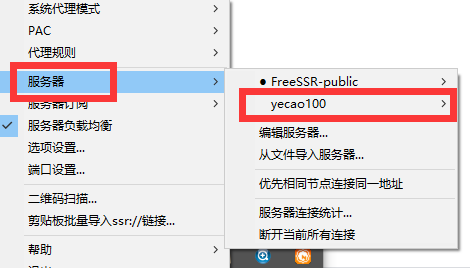 系统代理模式
PAC
代理规则
服务器
服务器订阅
服务器负载均衡
选项设置...
端口设置...
二维码扫描...
剪贴板批量导入ssr://链接...
帮助
FreeSSR-public
yecao100
编辑服务器...
从文件导入服务器...
优先相同节点连接同一地址
服务器连接统计...
断开当前所有连接